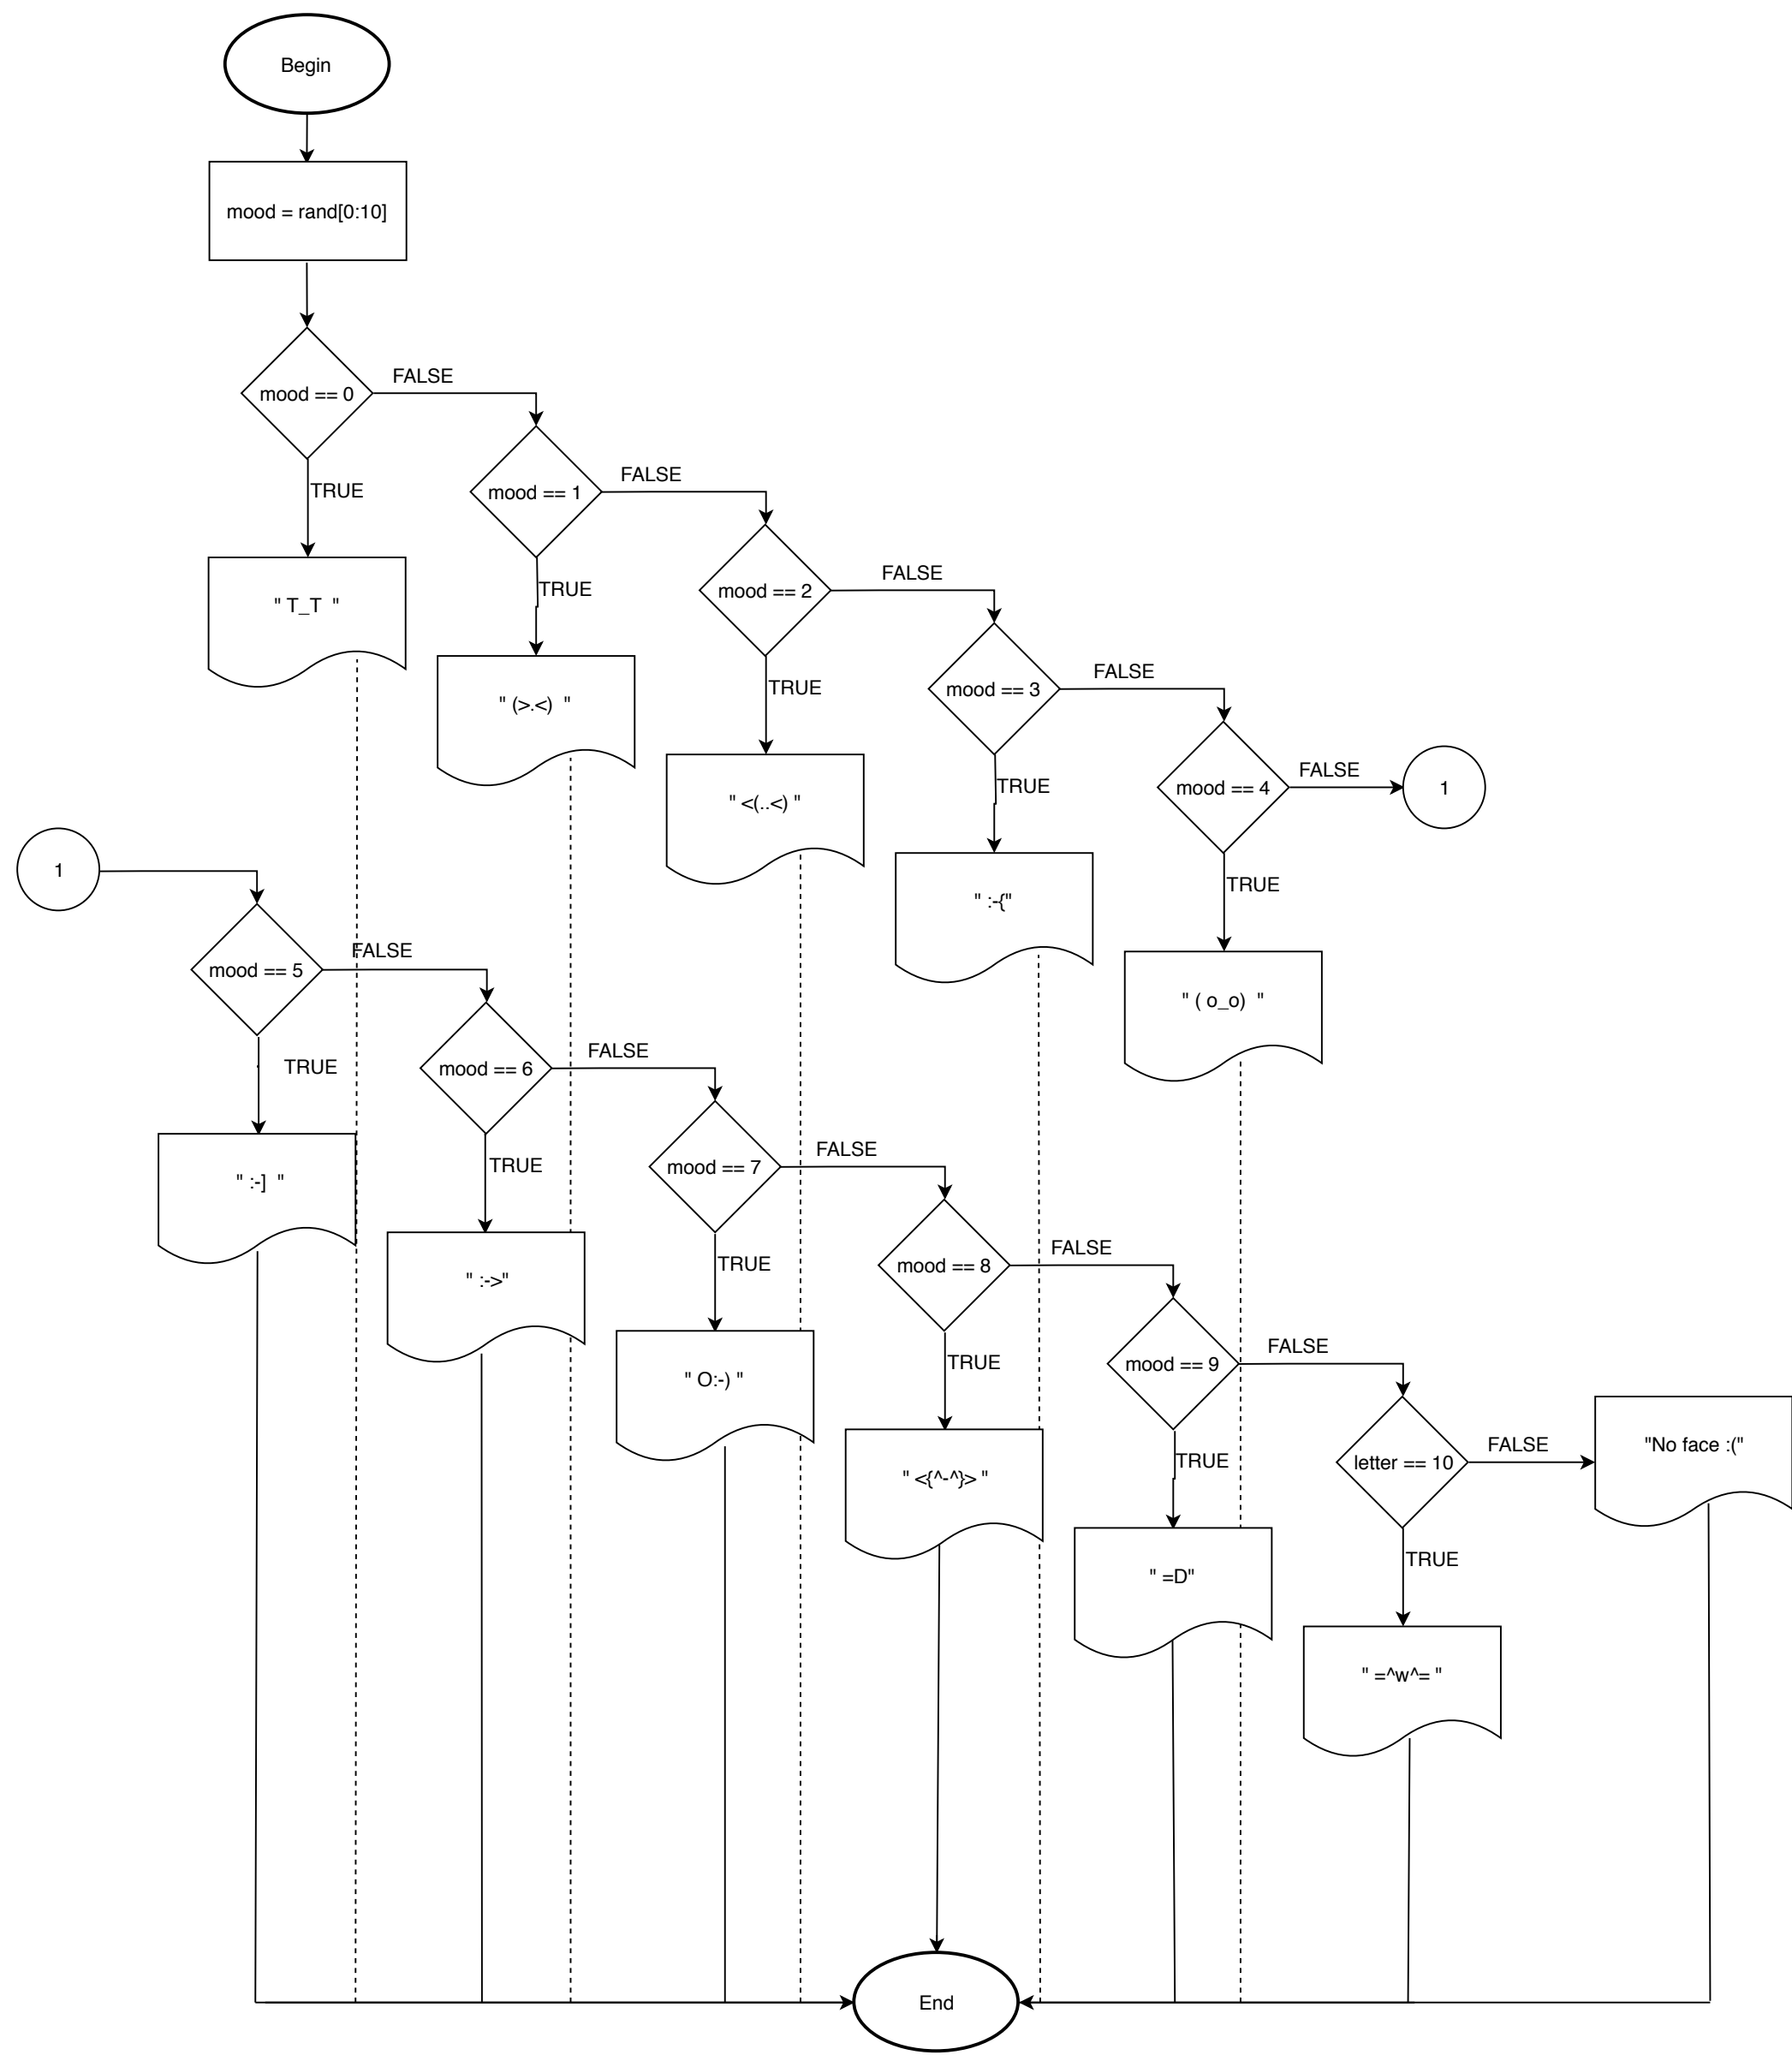 Begin
mood = rand[0:10]
mood == 0
FALSE
TRUE
" T_T  "
mood == 1
FALSE
TRUE
" (>.<)  "
mood == 2
FALSE
TRUE
" <(..<) "
mood == 3
FALSE
TRUE
" :-{"
mood == 4
FALSE
1
TRUE
" ( o_o)  "
1
mood == 5
FALSE
TRUE
" :-]  "
mood == 6
FALSE
TRUE
" :->"
mood == 7
FALSE
TRUE
" O:-) "
mood == 8
FALSE
TRUE
" <{^-^}> "
mood == 9
FALSE
TRUE
" =D"
letter == 10
FALSE
"No face :("
TRUE
" =^w^= "
End